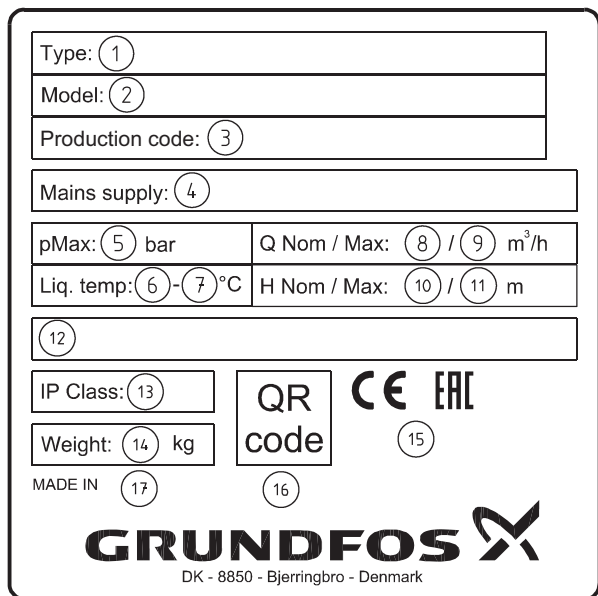 Type: 1
Model: 2
Production code: 3
Mains supply: 4
pMax: 5 bar Q Nom / Max: 8 / 9 m³/h
Liq. temp: 6 - 7 °C H Nom / Max: 10 / 11 m
12
IP Class: 13
QR code
CE EAC
Weight: 14 kg
15
MADE IN 17
16
GRUNDFOS
DK - 8850 - Bjerringbro - Denmark